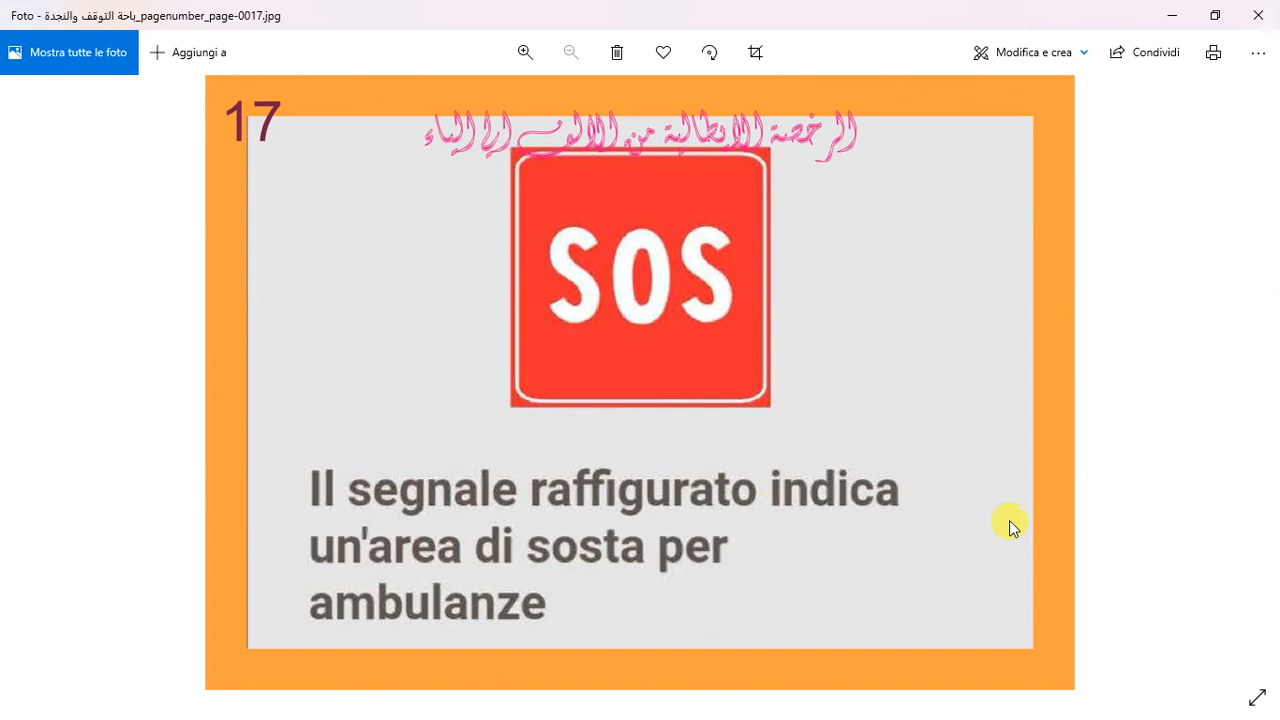 Foto - باحة التوقف والنجدة_pagenumber_page-0017.jpg
Mostra tutte le foto
Aggiungi a
Modifica e crea
Condividi
17
الرخصة الايطالية من الالف الى الياء
SOS
Il segnale raffigurato indica
un'area di sosta per
ambulanze